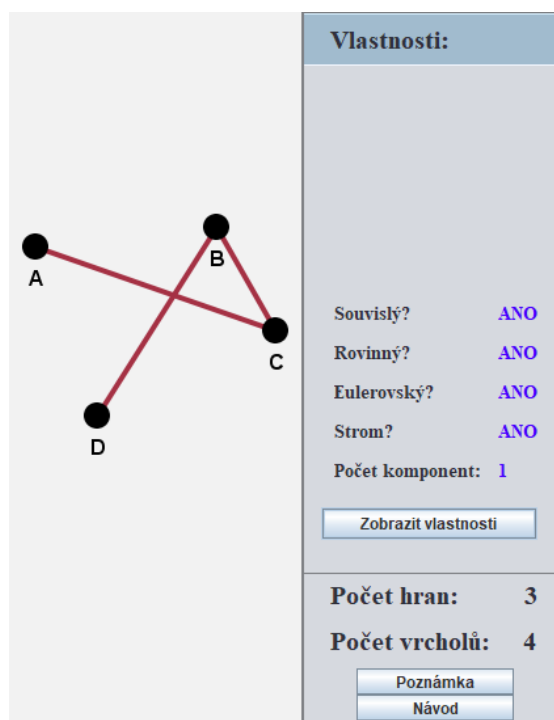 Vlastnosti:
A
B
C
D
Souvislý? ANO
Rovinný? ANO
Eulerovský? ANO
Strom? ANO
Počet komponent: 1
Zobrazit vlastnosti
Počet hran: 3
Počet vrcholů: 4
Poznámka
Návod